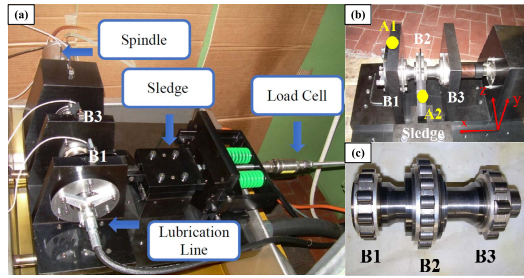 (a)
Spindle
Sledge
Load Cell
B3
B1
Lubrication
Line
(b)
A1
B2
B1
B3
A2
Sledge
z
y
x
(c)
B1
B2
B3